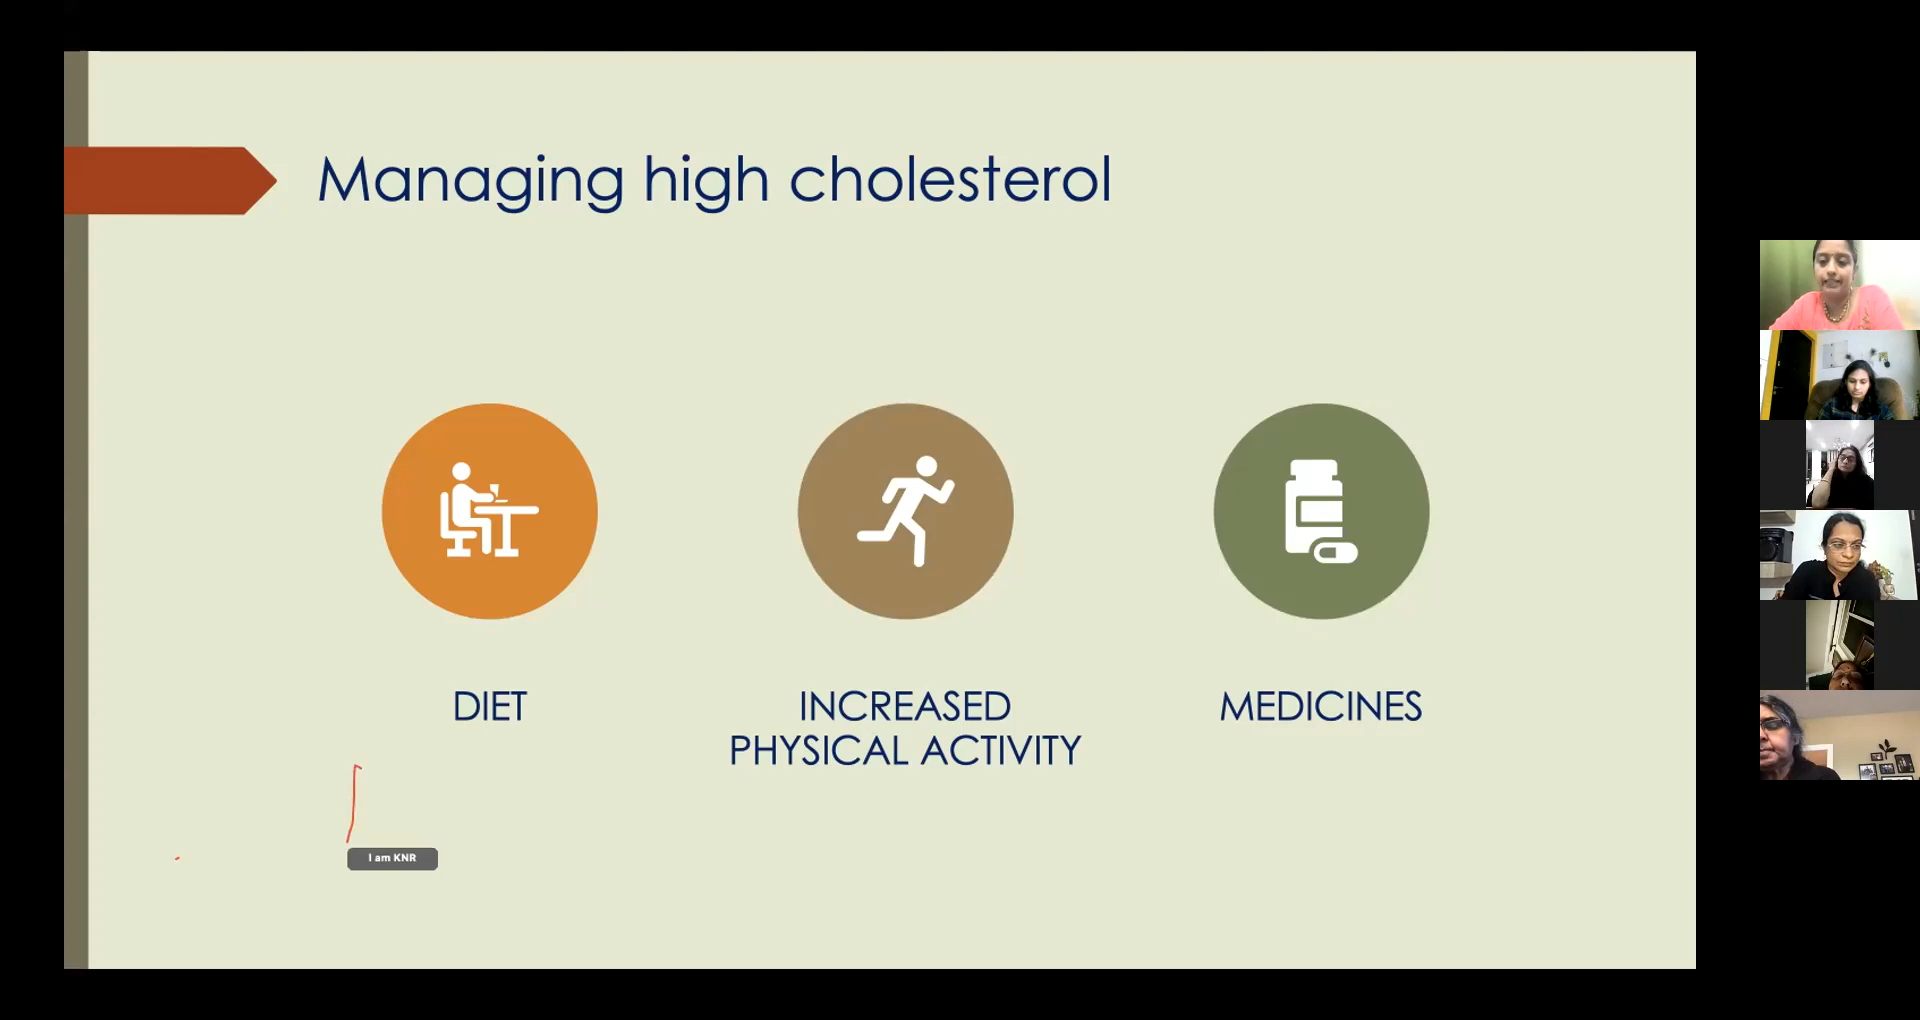 Managing high cholesterol
DIET
INCREASED
PHYSICAL ACTIVITY
MEDICINES
I am KNR